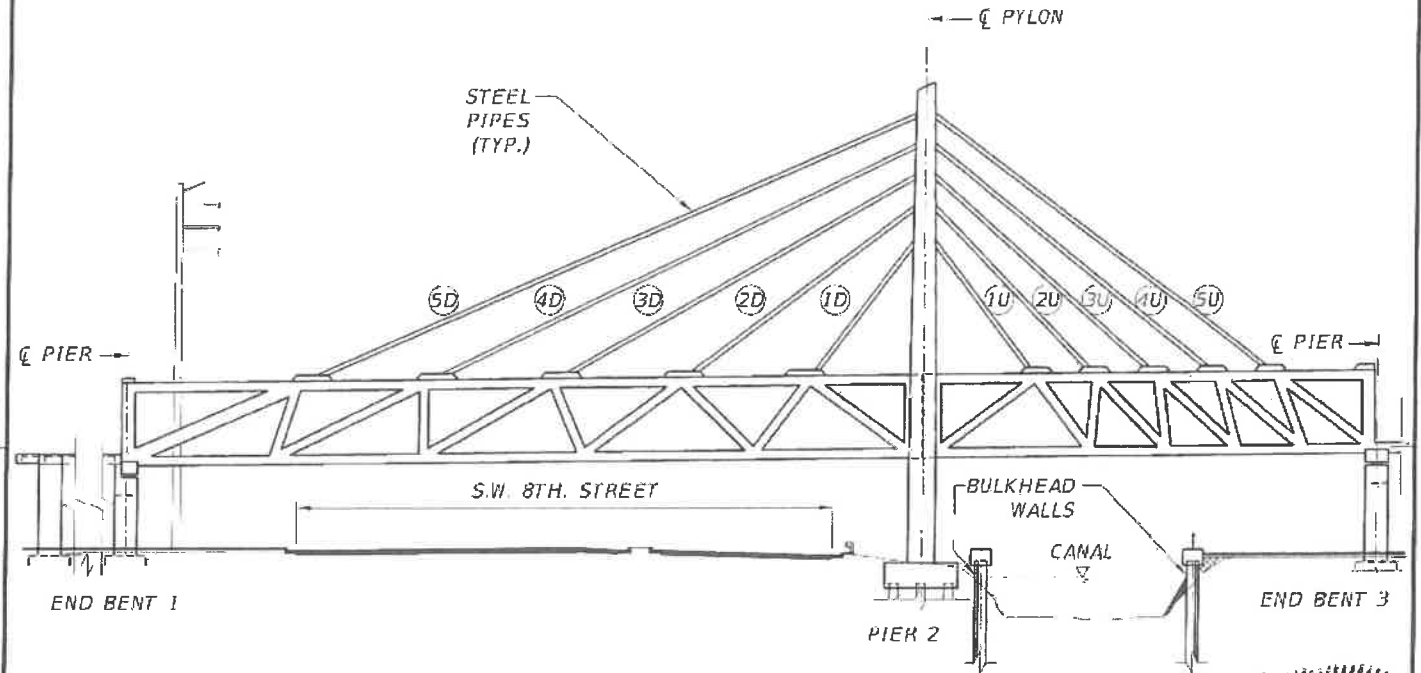 ℄ PYLON
STEEL
PIPES
(TYP.)
5D
4D
3D
2D
1D
1U
2U
3U
4U
5U
℄ PIER
℄ PIER
S.W. 8TH. STREET
BULKHEAD
WALLS
CANAL
END BENT 1
PIER 2
END BENT 3